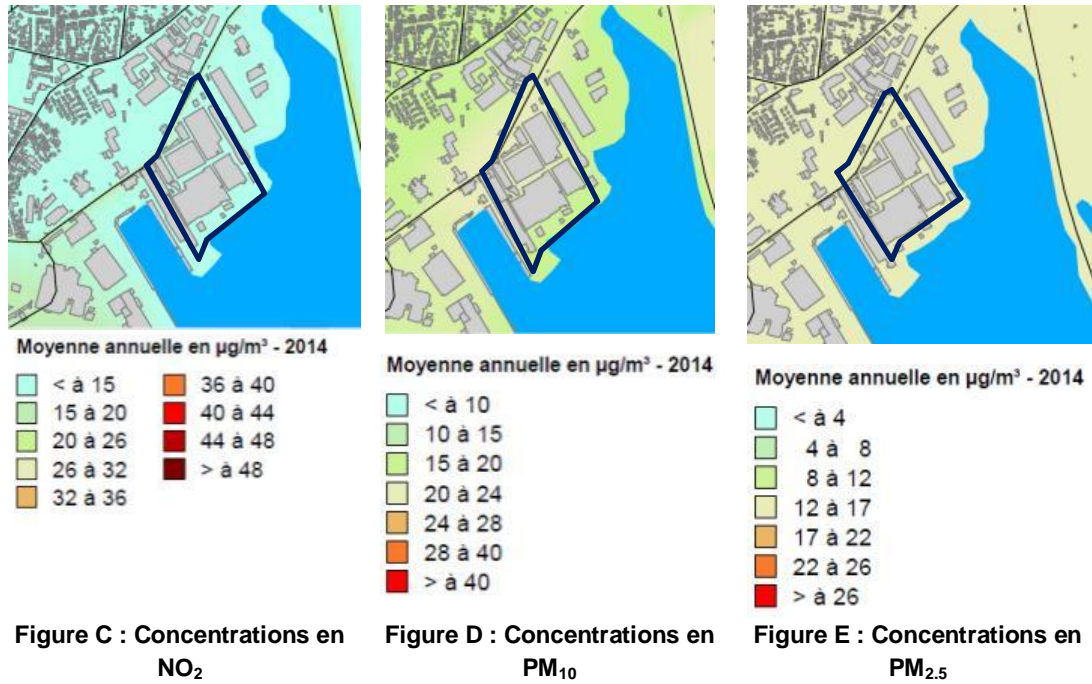 Moyenne annuelle en µg/m³ - 2014
< à 15
15 à 20
20 à 26
26 à 32
32 à 36
36 à 40
40 à 44
44 à 48
> à 48
Figure C : Concentrations en
NO₂
Moyenne annuelle en µg/m³ - 2014
< à 10
10 à 15
15 à 20
20 à 24
24 à 28
28 à 40
> à 40
Figure D : Concentrations en
PM₁₀
Moyenne annuelle en µg/m³ - 2014
< à 4
4 à 8
8 à 12
12 à 17
17 à 22
22 à 26
> à 26
Figure E : Concentrations en
PM₂.₅